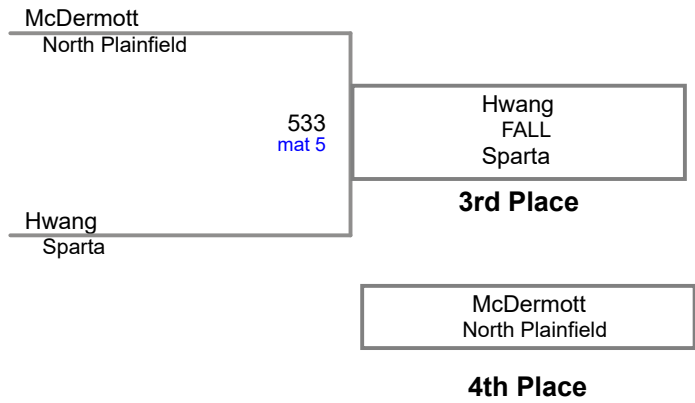 McDermott
North Plainfield
533
mat 5
Hwang
FALL
Sparta
3rd Place
Hwang
Sparta
McDermott
North Plainfield
4th Place